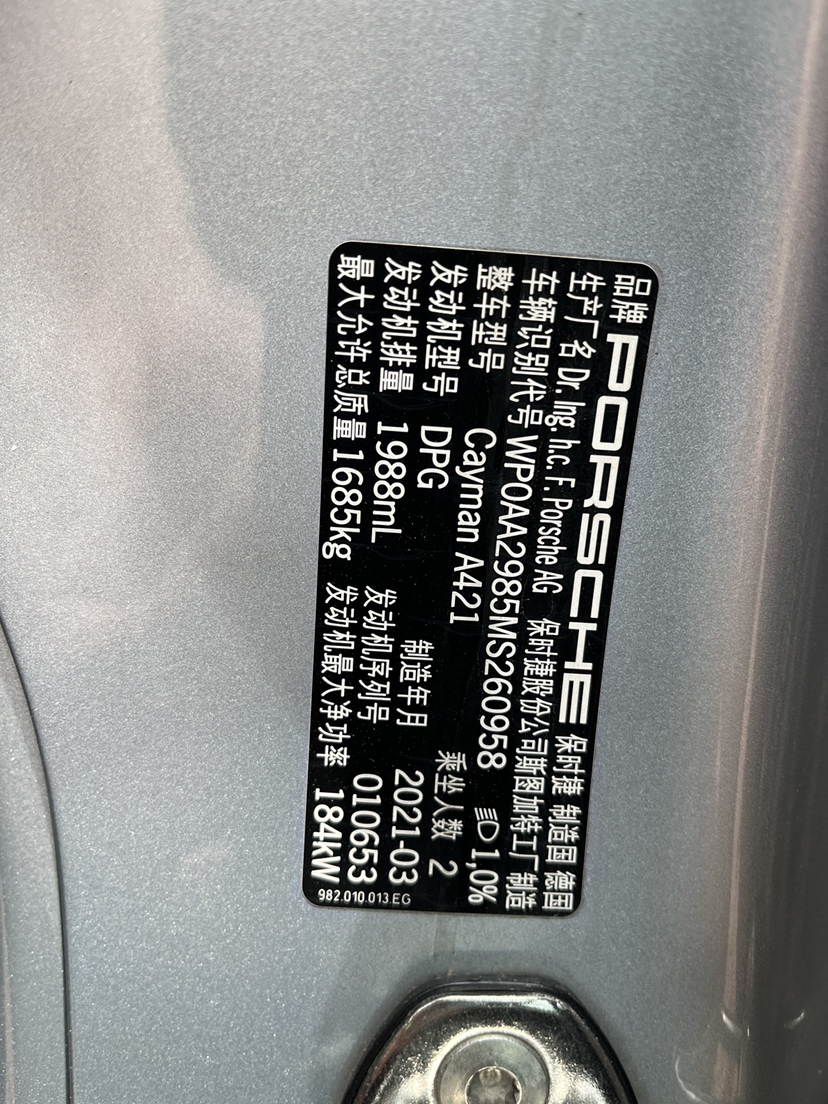 品牌 PORSCHE 保时捷 制造国 德国
生产厂名 Dr. Ing. h.c. F. Porsche AG 保时捷股份公司斯图加特工厂制造
车辆识别代号 WP0AA2985MS260958 1,0%
整车型号 Cayman A421 乘坐人数 2
发动机型号 DPG 制造年月 2021-03
发动机排量 1988mL 发动机序列号 010653
最大允许总质量 1685kg 发动机最大净功率 184kW
982.010.013.EG